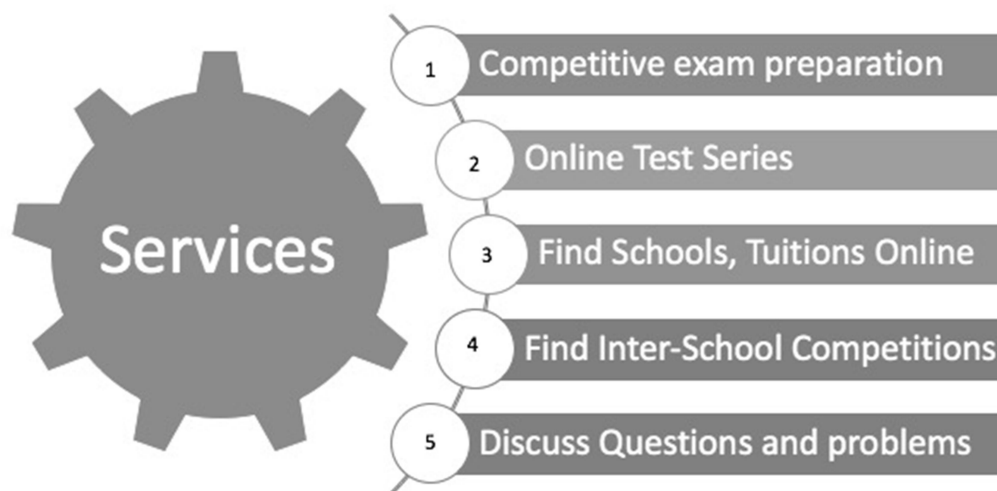 Services
1 Competitive exam preparation
2 Online Test Series
3 Find Schools, Tuitions Online
4 Find Inter-School Competitions
5 Discuss Questions and problems